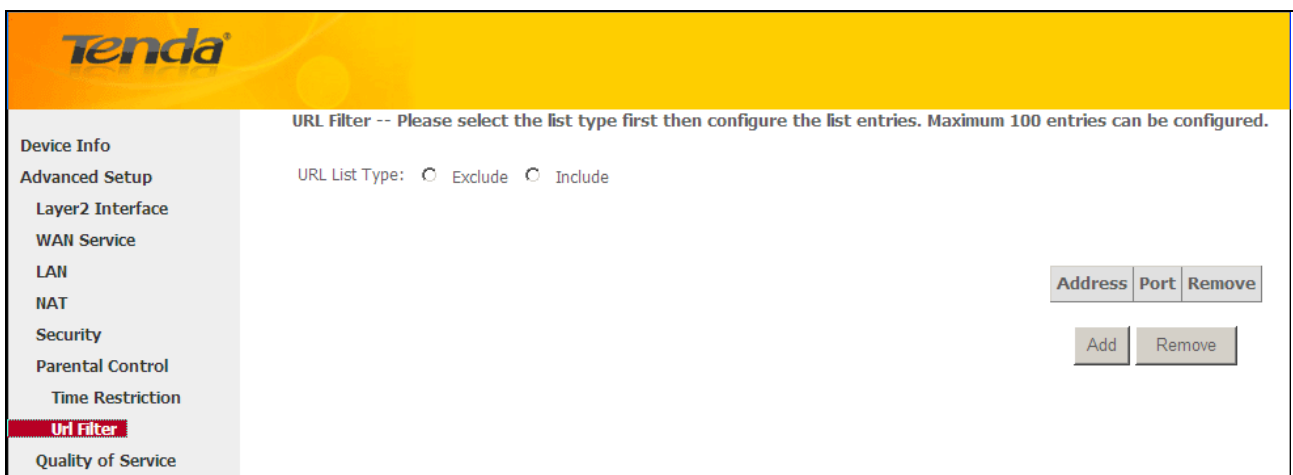 Tenda®
URL Filter -- Please select the list type first then configure the list entries. Maximum 100 entries can be configured.
Device Info
Advanced Setup
URL List Type: Exclude Include
Layer2 Interface
WAN Service
LAN
Address Port Remove
NAT
Security
Add Remove
Parental Control
Time Restriction
Url Filter
Quality of Service